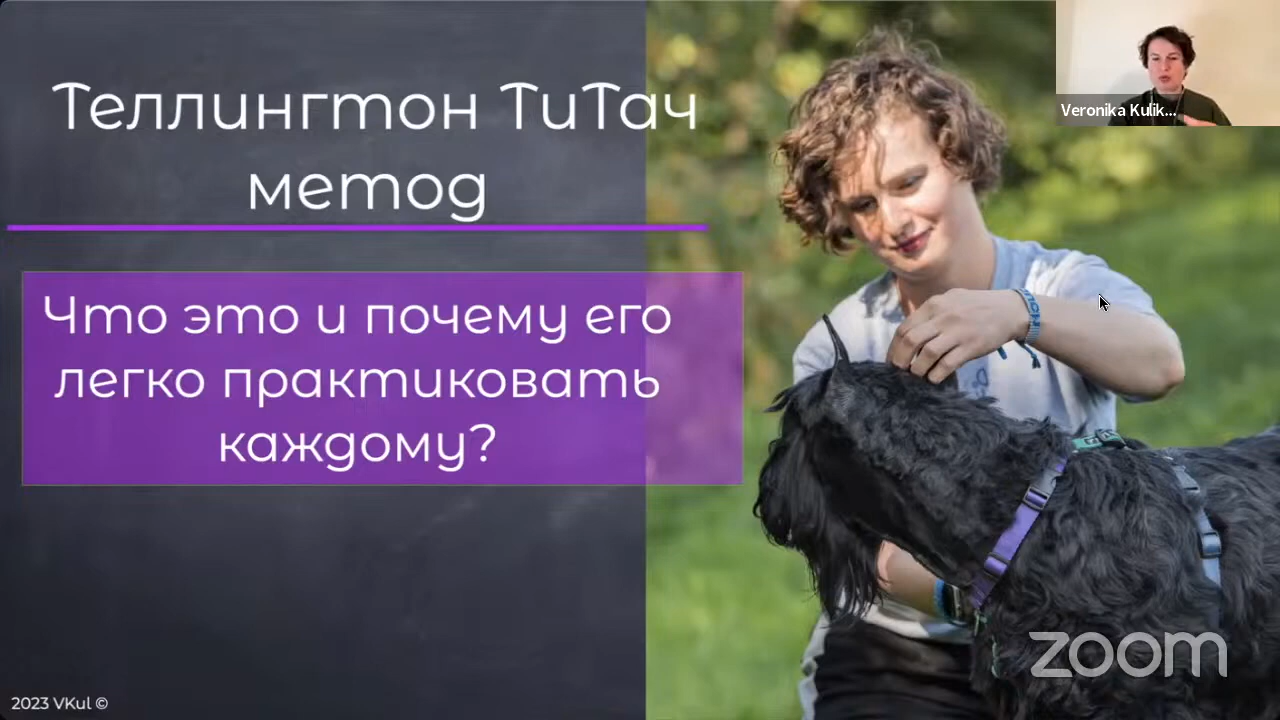 Теллингтон ТиТач
метод
Что это и почему его
легко практиковать
каждому?
Veronika Kulik...
zoom
2023 VKul ©